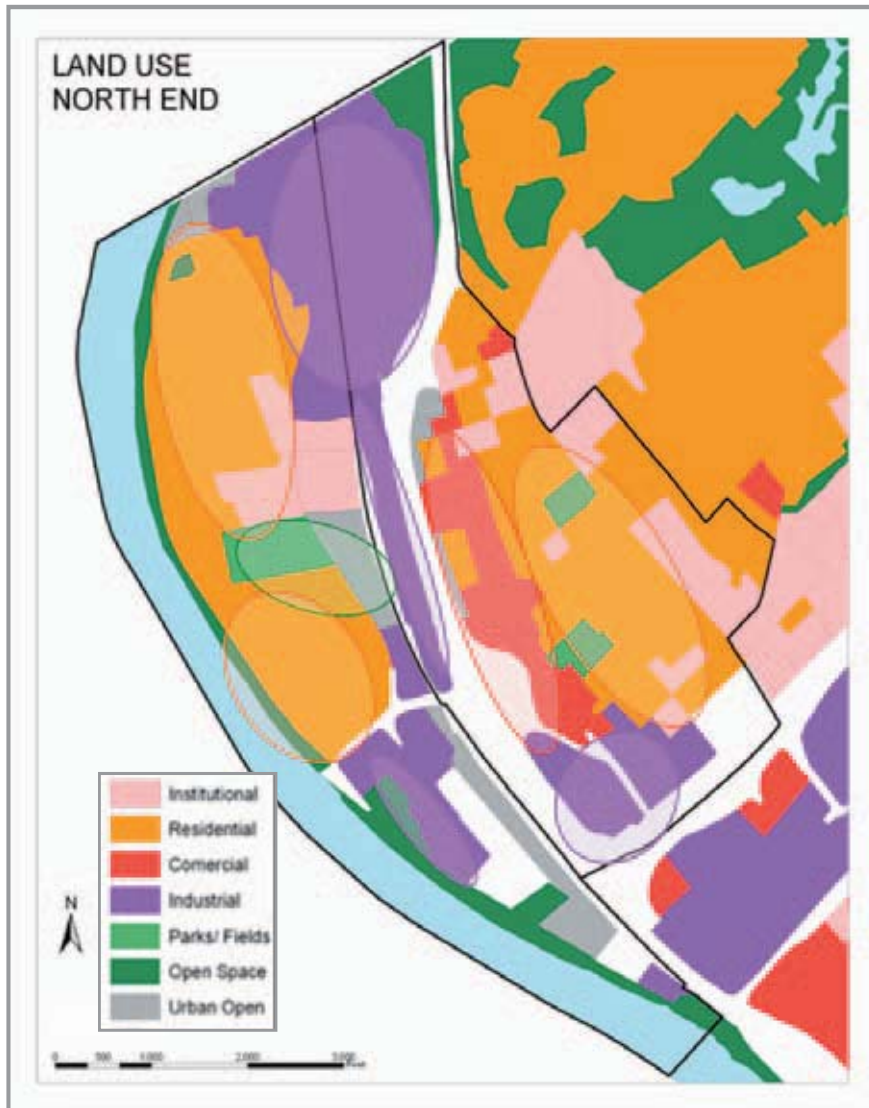 LAND USE
NORTH END
Institutional
Residential
Comercial
Industrial
Parks/ Fields
Open Space
Urban Open
N
0 500 1,000 2,000 3,000